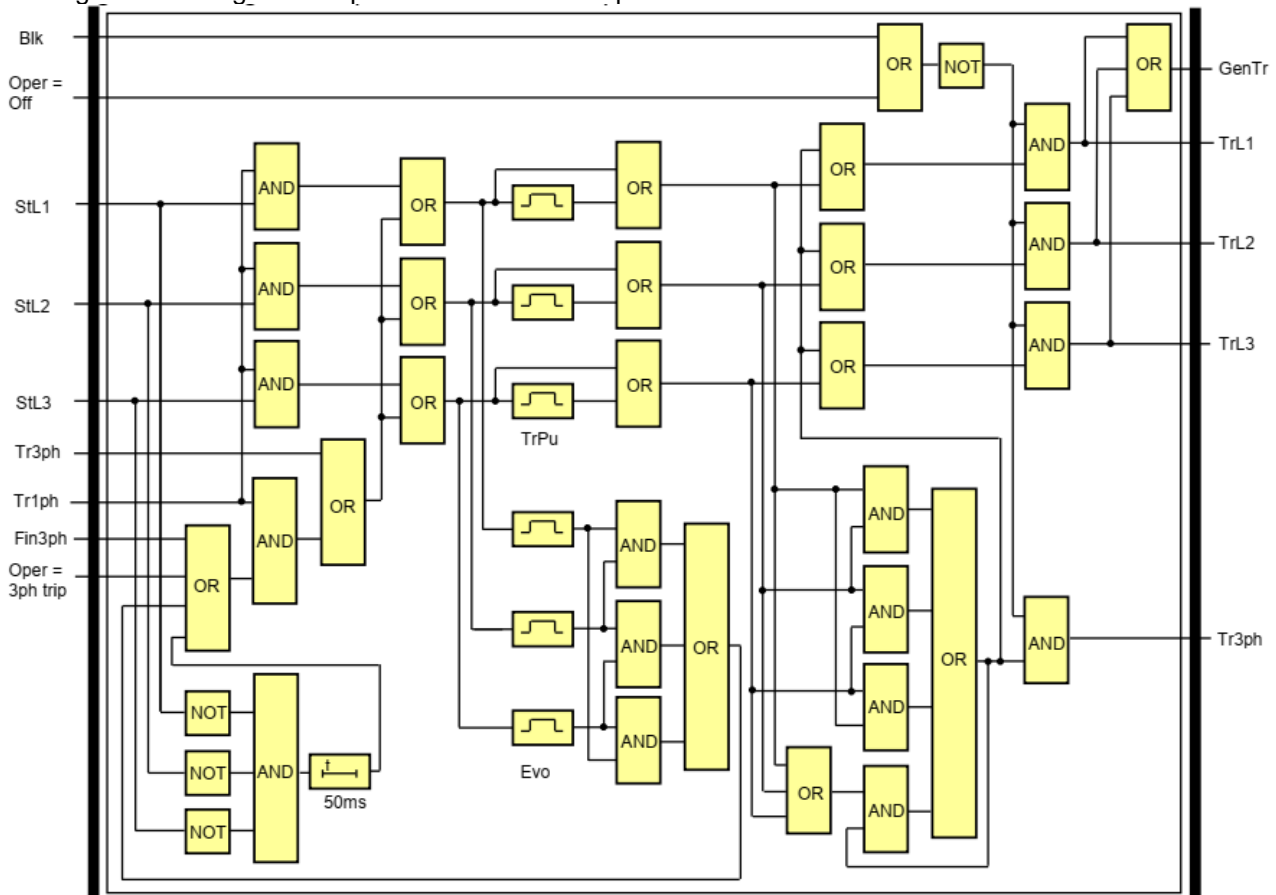 Blk
Oper =
Off
StL1
StL2
StL3
Tr3ph
Tr1ph
Fin3ph
Oper =
3ph trip
OR
NOT
OR
GenTr
AND
TrL1
AND
TrL2
AND
TrL3
AND
AND
AND
OR
OR
OR
OR
OR
OR
TrPu
OR
OR
OR
OR
AND
OR
NOT
NOT
NOT
AND
t
50ms
AND
AND
AND
OR
Evo
AND
AND
AND
OR
AND
OR
AND
Tr3ph